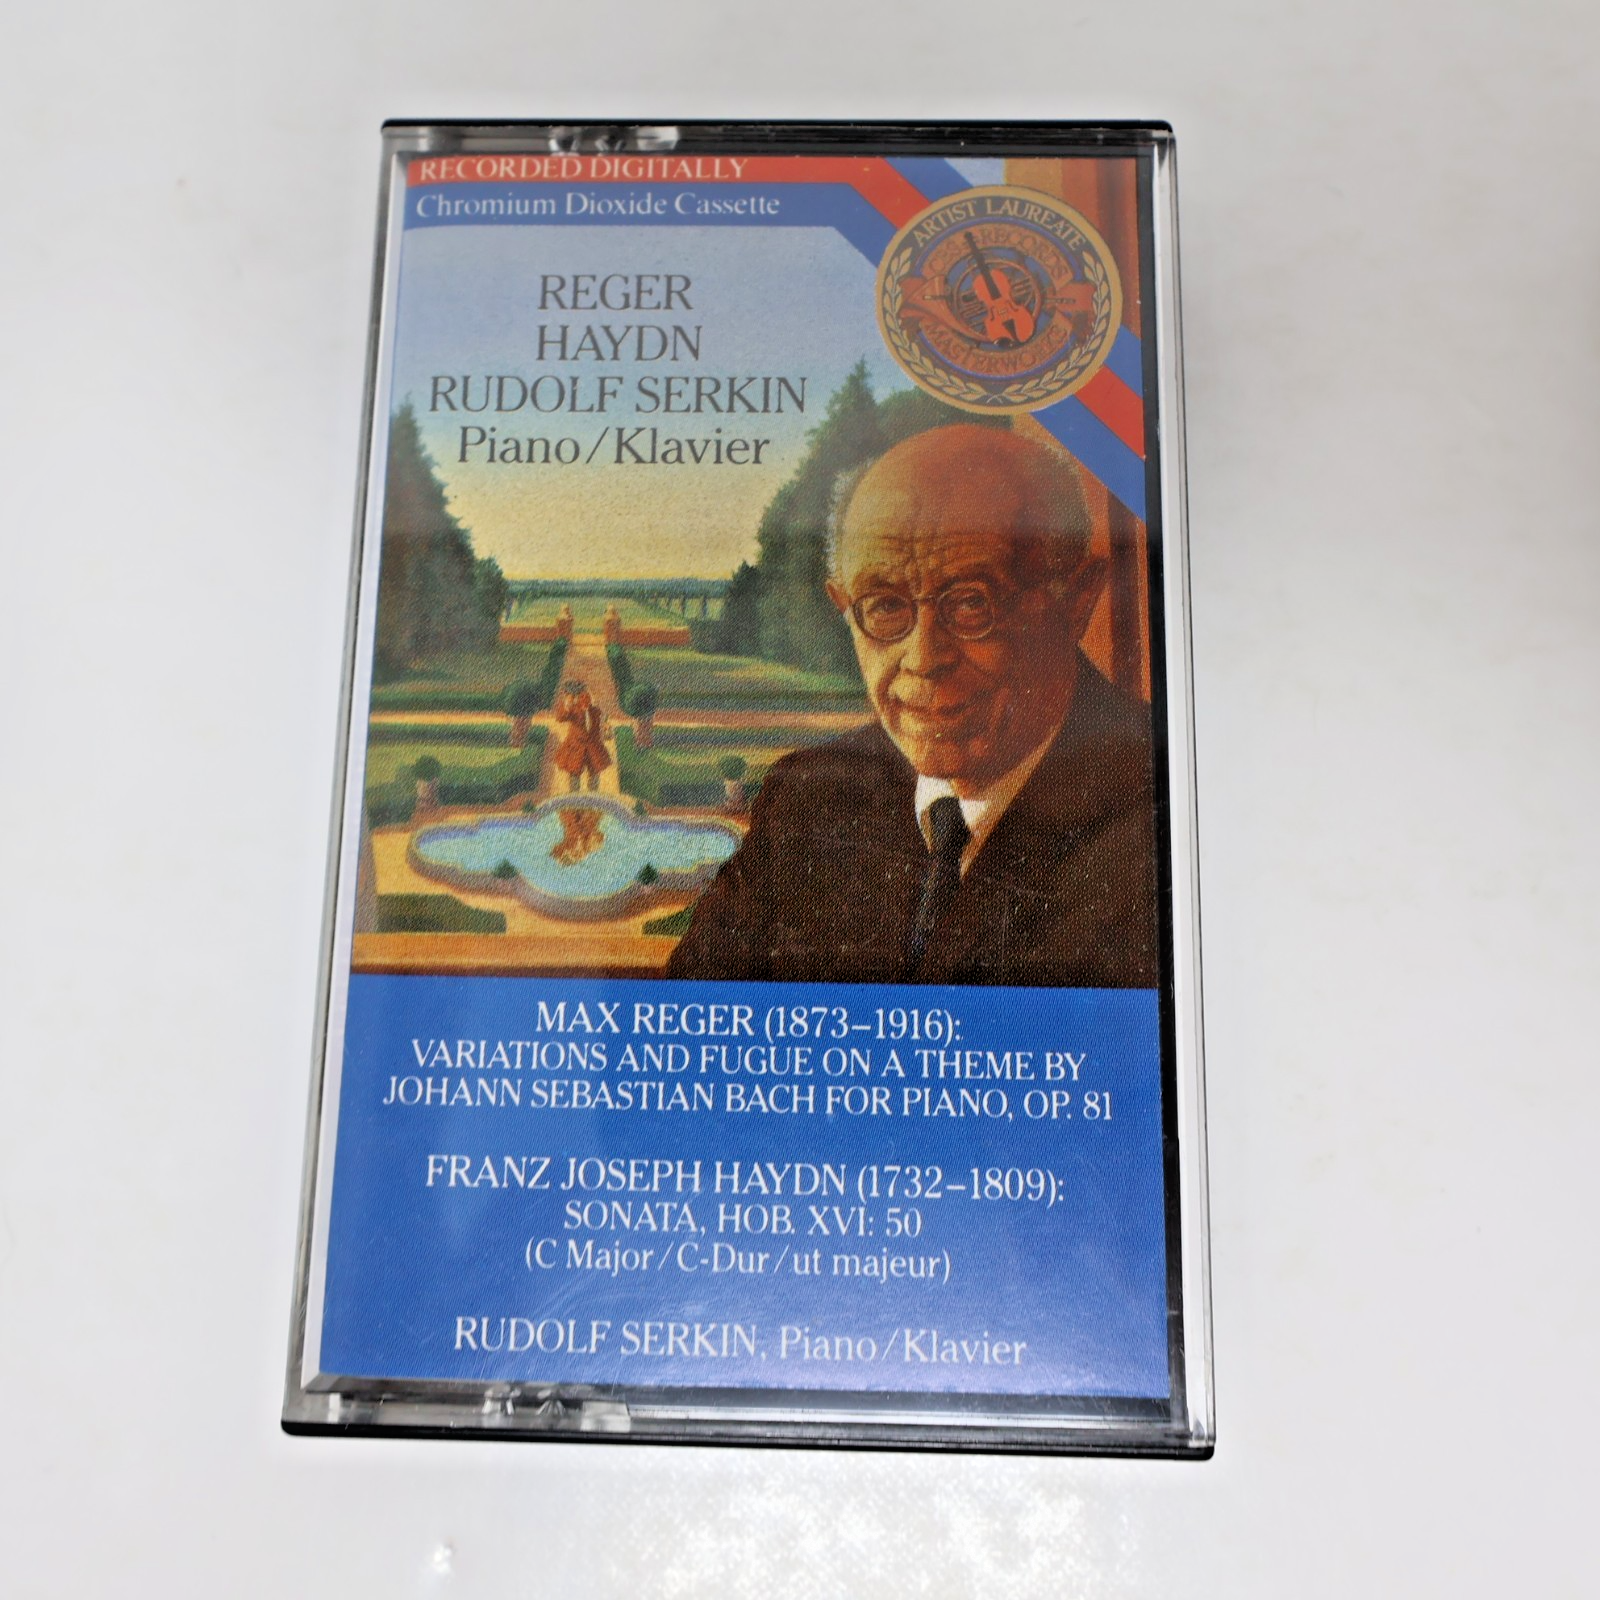 RECORDED DIGITALLY
Chromium Dioxide Cassette
ARTIST LAUREATE
CBS RECORDS
MASTERWORKS
REGER
HAYDN
RUDOLF SERKIN
Piano/Klavier
MAX REGER (1873–1916):
VARIATIONS AND FUGUE ON A THEME BY
JOHANN SEBASTIAN BACH FOR PIANO, OP. 81
FRANZ JOSEPH HAYDN (1732–1809):
SONATA, HOB. XVI: 50
(C Major/C-Dur/ut majeur)
RUDOLF SERKIN, Piano/Klavier